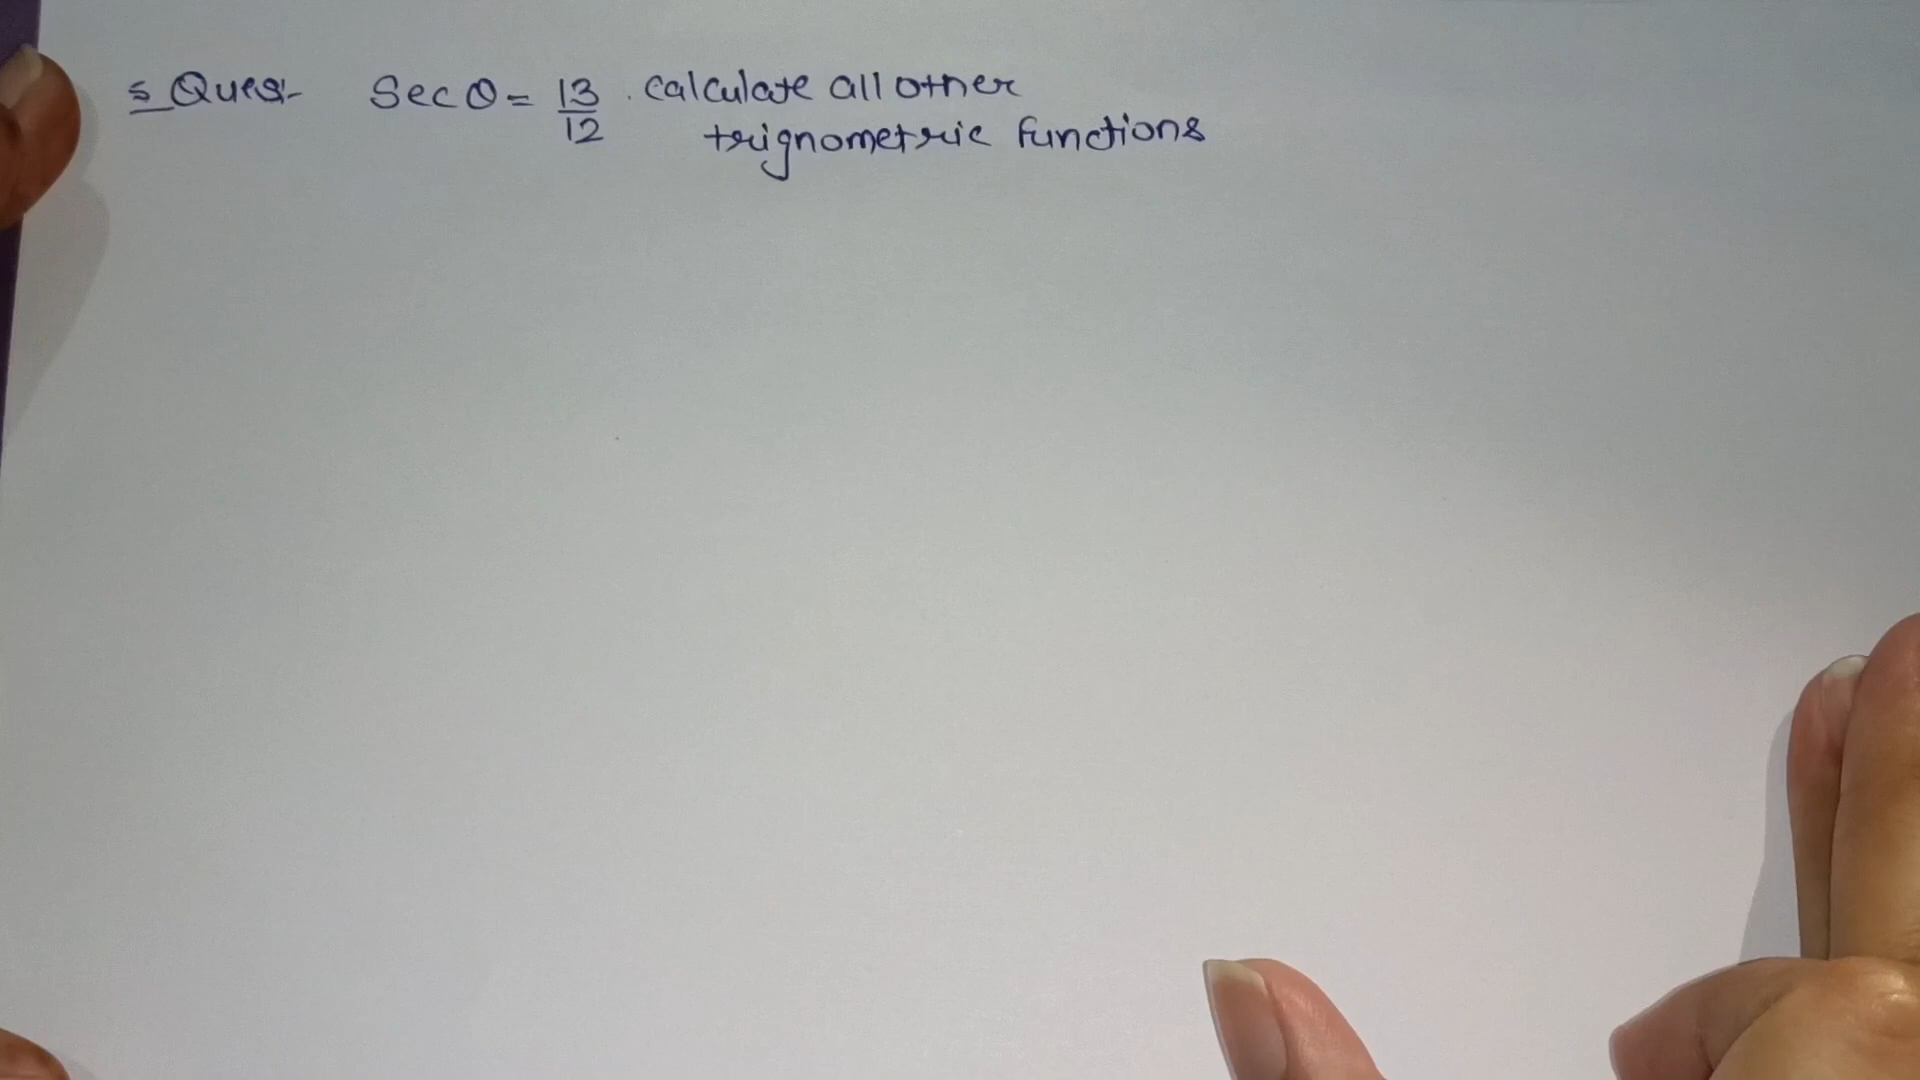 5 Ques:- Sec θ = 13/12 . calculate all other
trignometric functions